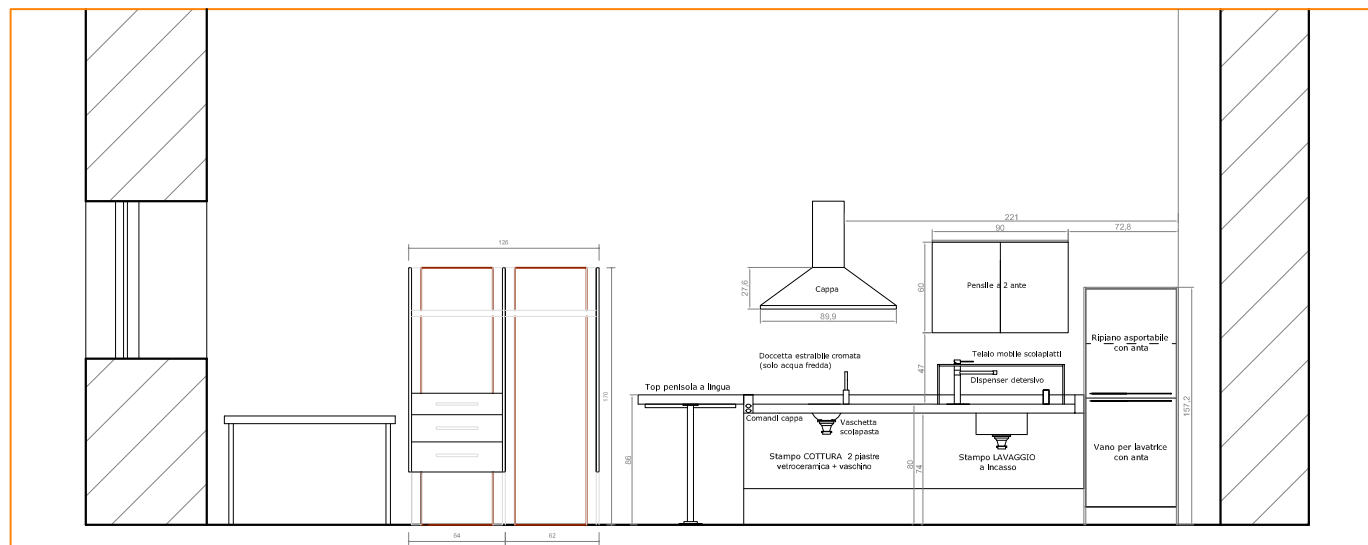 221
90
72,8
126
27,6
Cappa
89,9
60
Pensile a 2 ante
Ripiano asportabile
con anta
Doccetta estraibile cromata
(solo acqua fredda)
47
Telaio mobile scolapiatti
Dispenser detersivo
Top penisola a lingua
170
157,2
Comandi cappa
Vaschetta
scolapasta
86
Stampo COTTURA 2 piastre
vetroceramica + vaschino
80
74
Stampo LAVAGGIO
a incasso
Vano per lavatrice
con anta
64
62